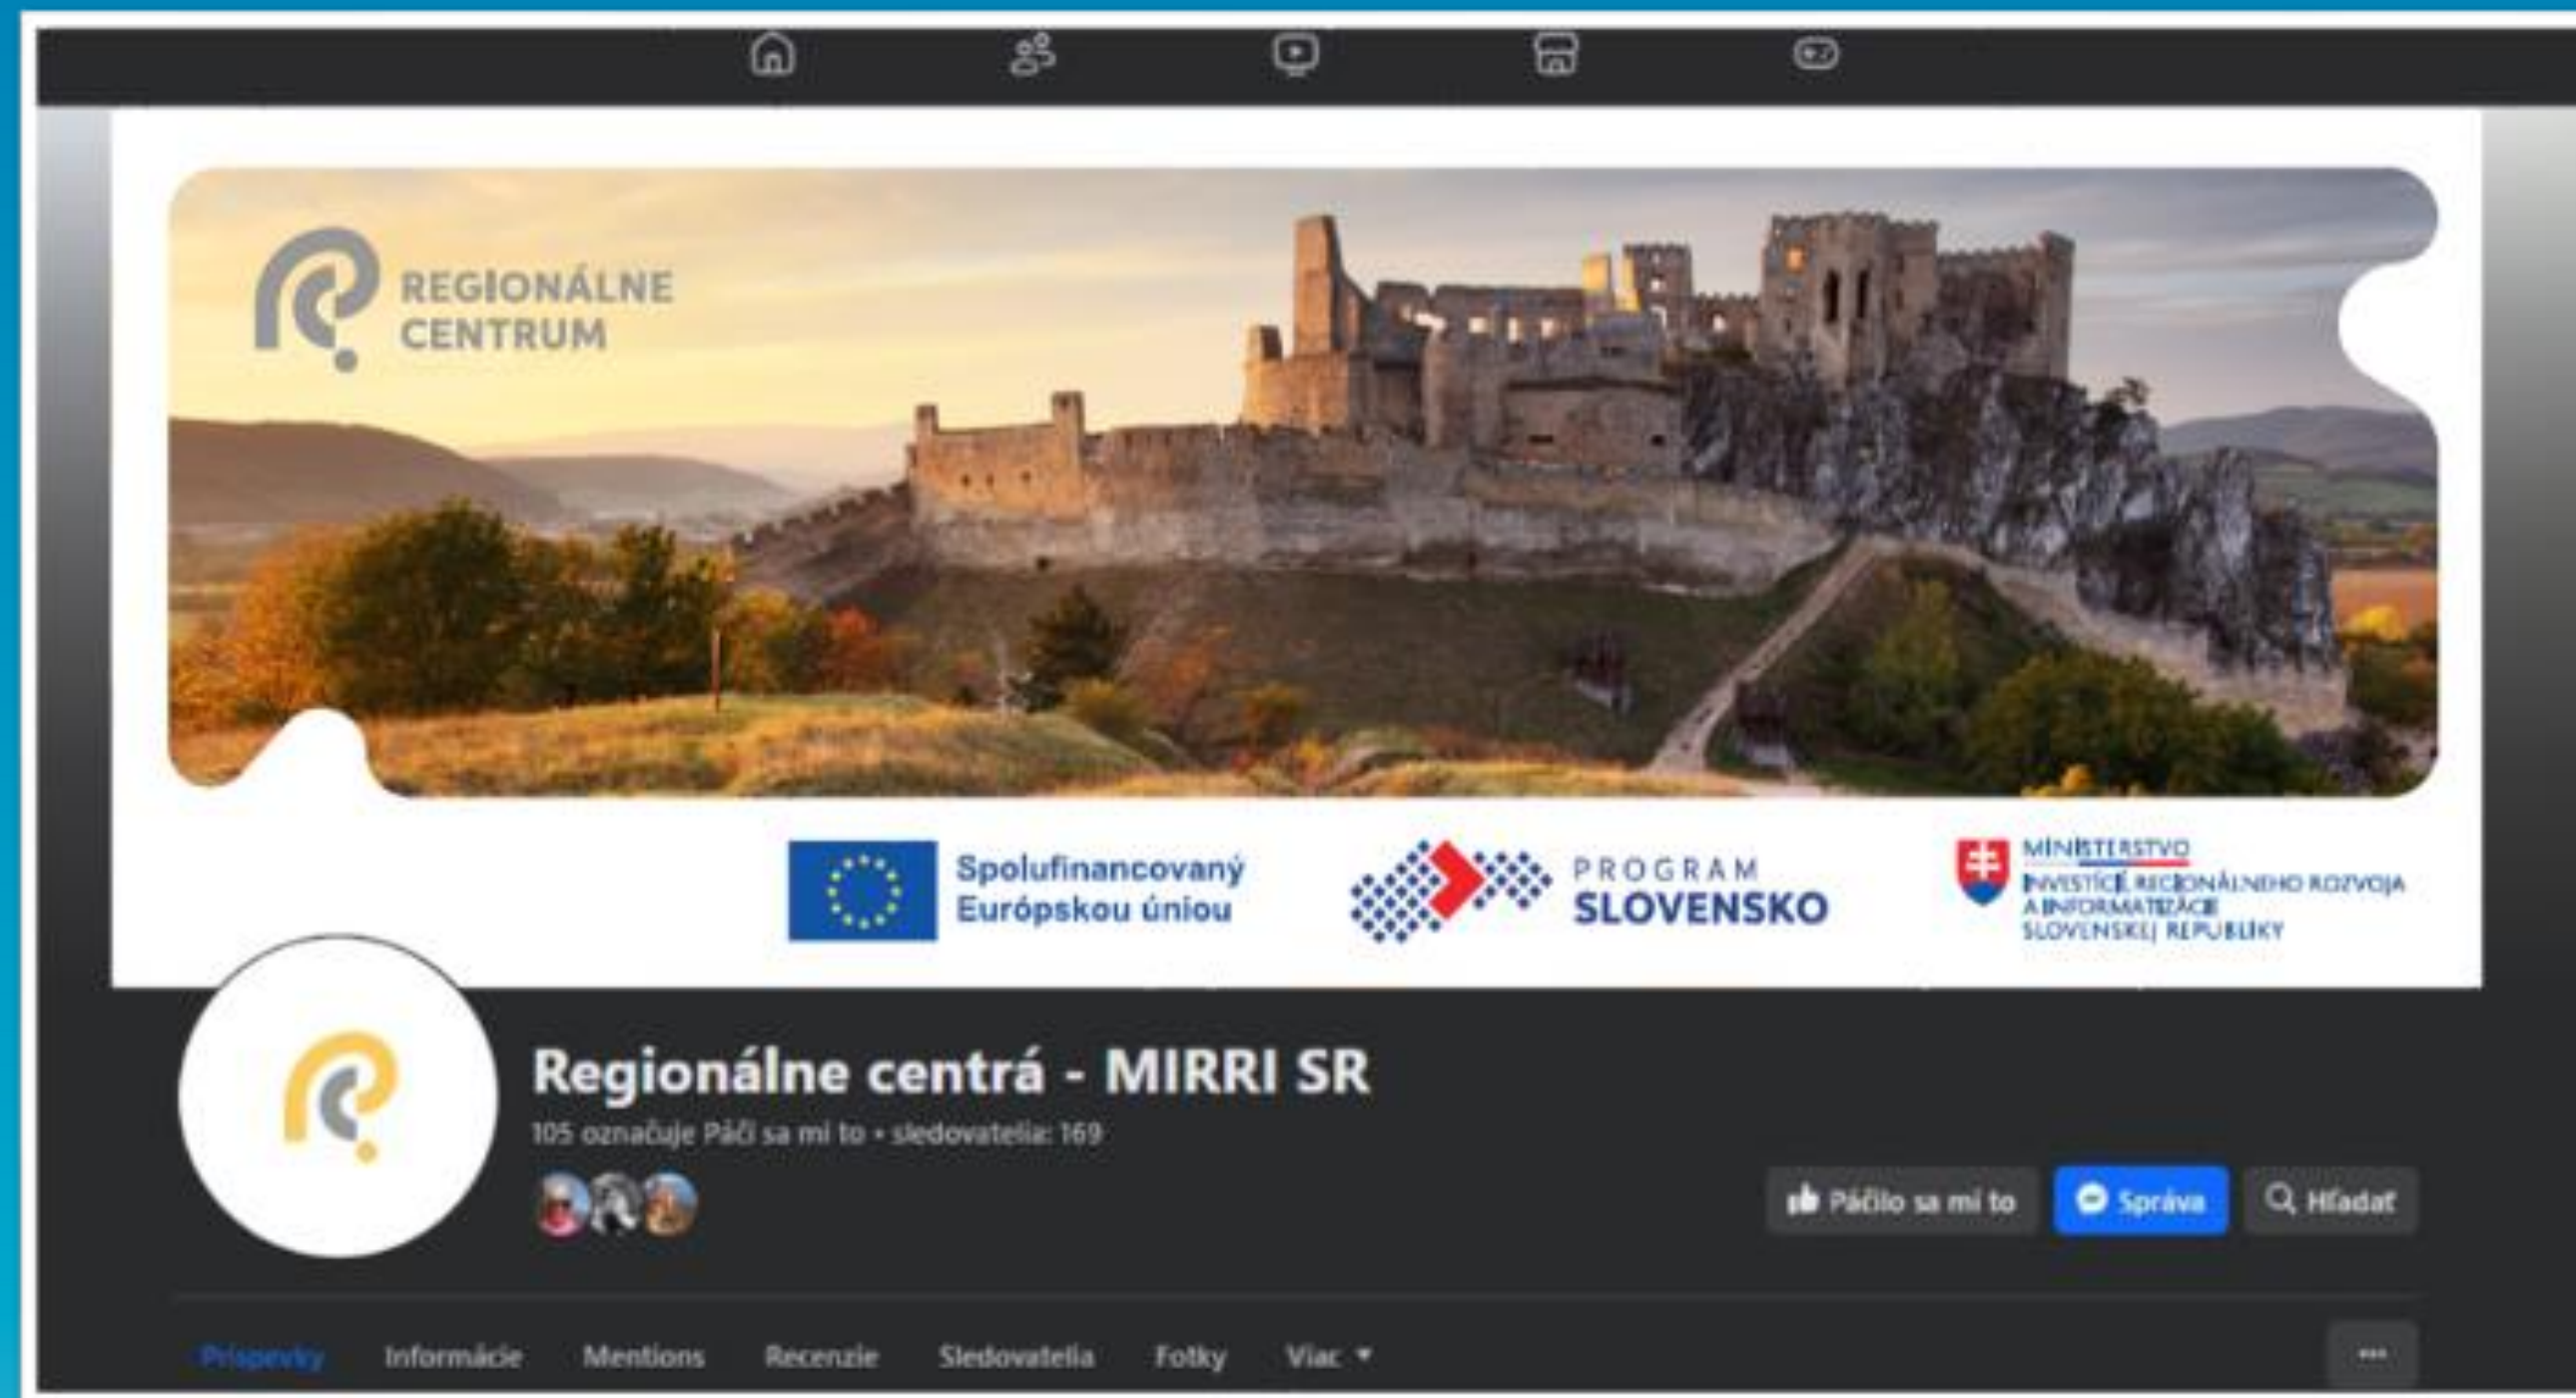 REGIONÁLNE
CENTRUM
Spolufinancovaný
Európskou úniou
PROGRAM
SLOVENSKO
MINISTERSTVO
INVESTÍCIÍ, REGIONÁLNEHO ROZVOJA
A INFORMATIZÁCIE
SLOVENSKEJ REPUBLIKY
Regionálne centrá - MIRRI SR
105 označuje Páči sa mi to • sledovatelia: 169
Páčilo sa mi to
Správa
Hľadať
Príspevky Informácie Mentions Recenzie Sledovatelia Fotky Viac